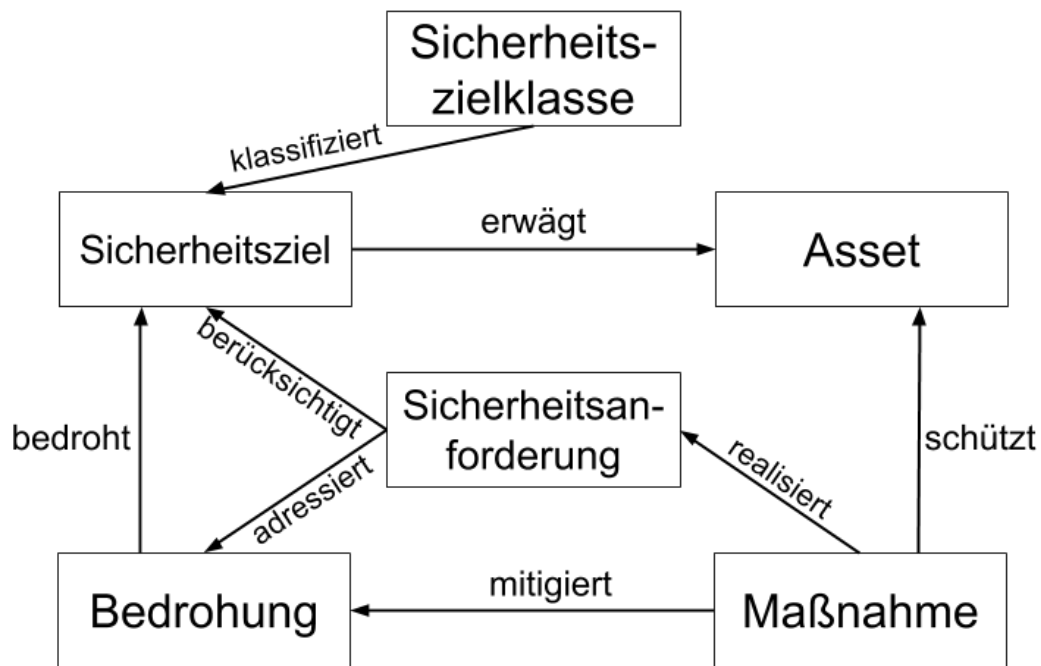 Sicherheits-
zielklasse
klassifiziert
Sicherheitsziel
erwägt
Asset
berücksichtigt
bedroht
Sicherheitsan-
forderung
adressiert
realisiert
schützt
Bedrohung
mitigiert
Maßnahme